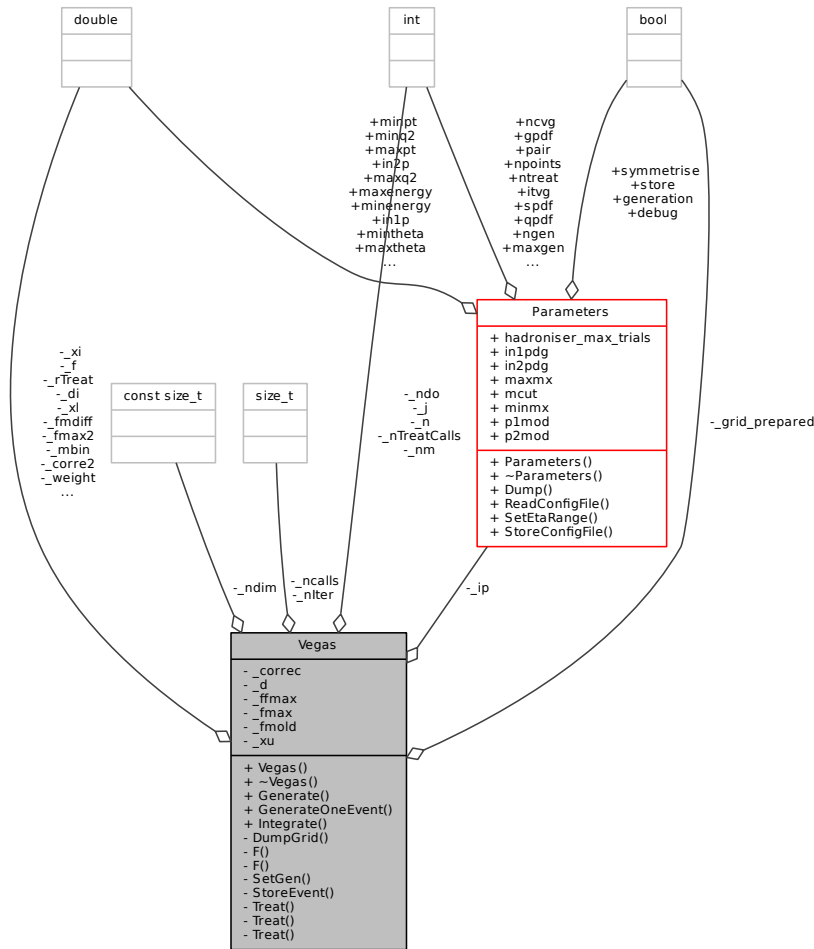 double
int
bool
+minpt
+minq2
+maxpt
+in2p
+maxq2
+maxenergy
+minenergy
+in1p
+mintheta
+maxtheta
...
+ncvg
+gpdf
+pair
+npoints
+ntreat
+itvg
+spdf
+qpdf
+ngen
+maxgen
...
+symmetrise
+store
+generation
+debug
Parameters
+ hadroniser_max_trials
+ in1pdg
+ in2pdg
+ maxmx
+ mcut
+ minmx
+ p1mod
+ p2mod
+ Parameters()
+ ~Parameters()
+ Dump()
+ ReadConfigFile()
+ SetEtaRange()
+ StoreConfigFile()
-_xi
-_f
-_rTreat
-_di
-_xl
-_fmdiff
-_fmax2
-_mbin
-_corre2
-_weight
...
const size_t
size_t
-_ndo
-_j
-_n
-_nTreatCalls
-_nm
-_grid_prepared
-_ndim
-_ncalls
-_nIter
-_ip
Vegas
- _correc
- _d
- _ffmax
- _fmax
- _fmold
- _xu
+ Vegas()
+ ~Vegas()
+ Generate()
+ GenerateOneEvent()
+ Integrate()
- DumpGrid()
- F()
- F()
- SetGen()
- StoreEvent()
- Treat()
- Treat()
- Treat()